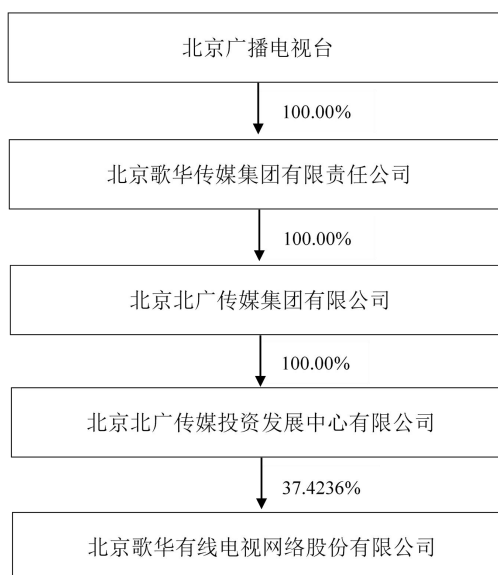 北京广播电视台
100.00%
北京歌华传媒集团有限责任公司
100.00%
北京北广传媒集团有限公司
100.00%
北京北广传媒投资发展中心有限公司
37.4236%
北京歌华有线电视网络股份有限公司